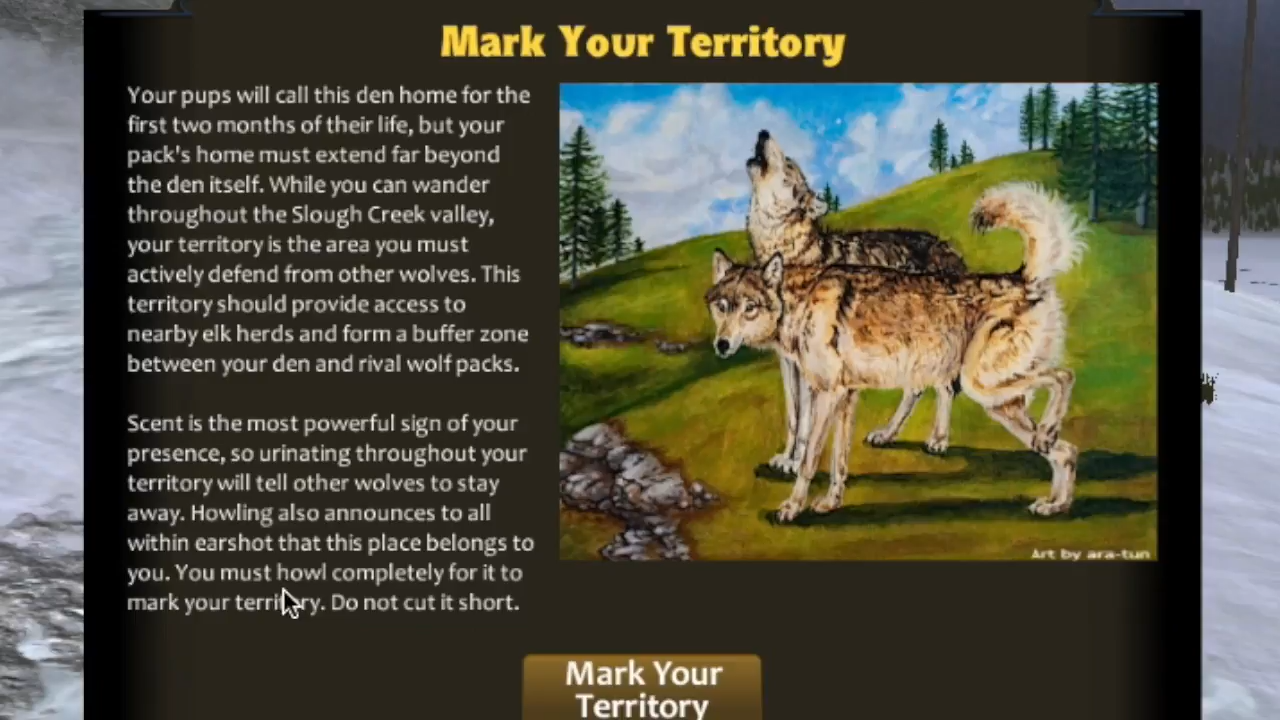 Mark Your Territory
Your pups will call this den home for the
first two months of their life, but your
pack's home must extend far beyond
the den itself. While you can wander
throughout the Slough Creek valley,
your territory is the area you must
actively defend from other wolves. This
territory should provide access to
nearby elk herds and form a buffer zone
between your den and rival wolf packs.
Scent is the most powerful sign of your
presence, so urinating throughout your
territory will tell other wolves to stay
away. Howling also announces to all
within earshot that this place belongs to
you. You must howl completely for it to
mark your territory. Do not cut it short.
Art by ara-tun
Mark Your
Territory